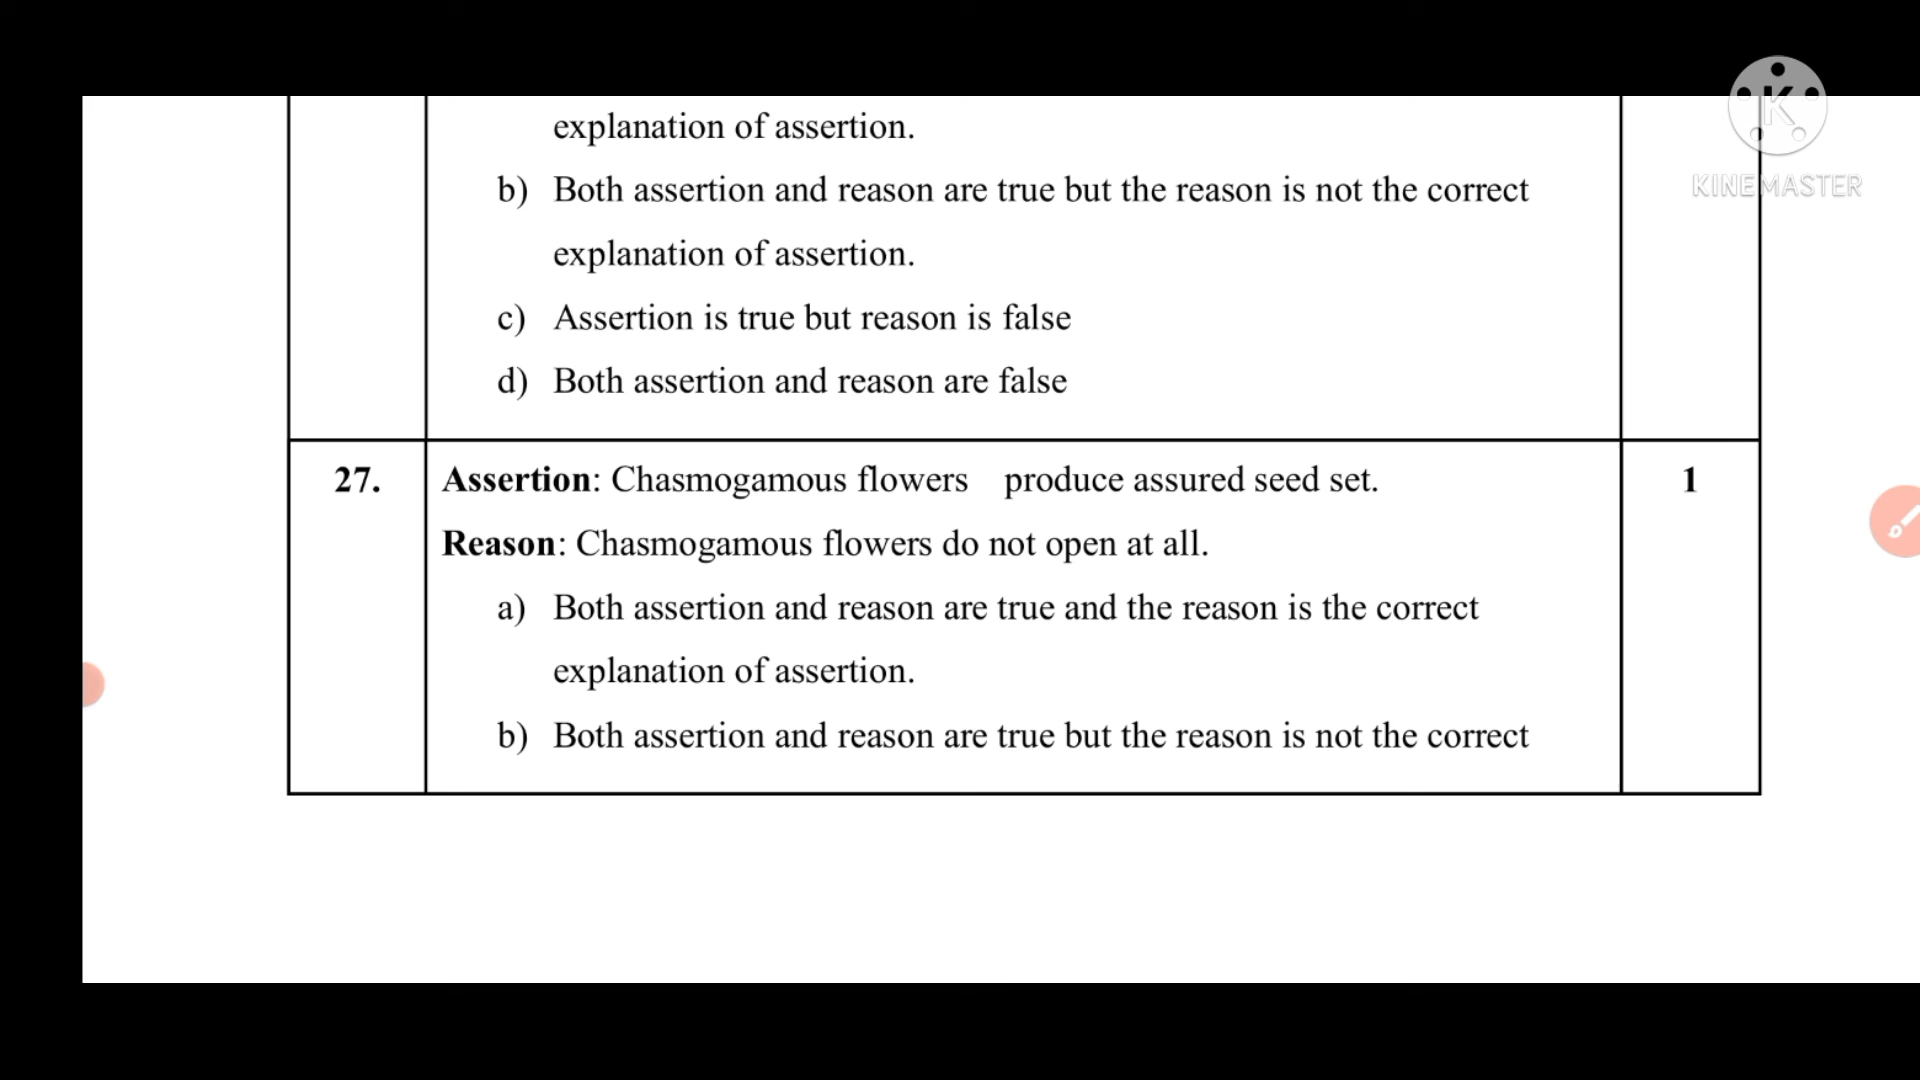 explanation of assertion.
b) Both assertion and reason are true but the reason is not the correct
explanation of assertion.
c) Assertion is true but reason is false
d) Both assertion and reason are false
27. Assertion: Chasmogamous flowers produce assured seed set. 1
Reason: Chasmogamous flowers do not open at all.
a) Both assertion and reason are true and the reason is the correct
explanation of assertion.
b) Both assertion and reason are true but the reason is not the correct
K
KINEMASTER